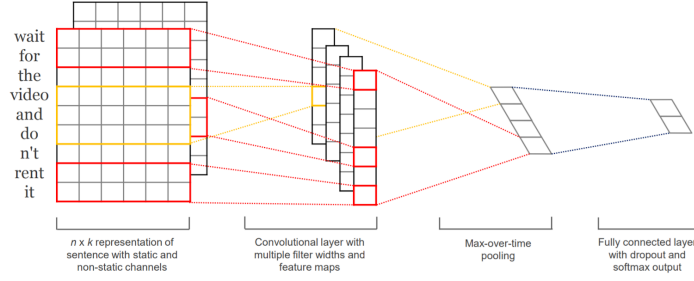 wait
for
the
video
and
do
n't
rent
it
n x k representation of
sentence with static and
non-static channels
Convolutional layer with
multiple filter widths and
feature maps
Max-over-time
pooling
Fully connected layer
with dropout and
softmax output